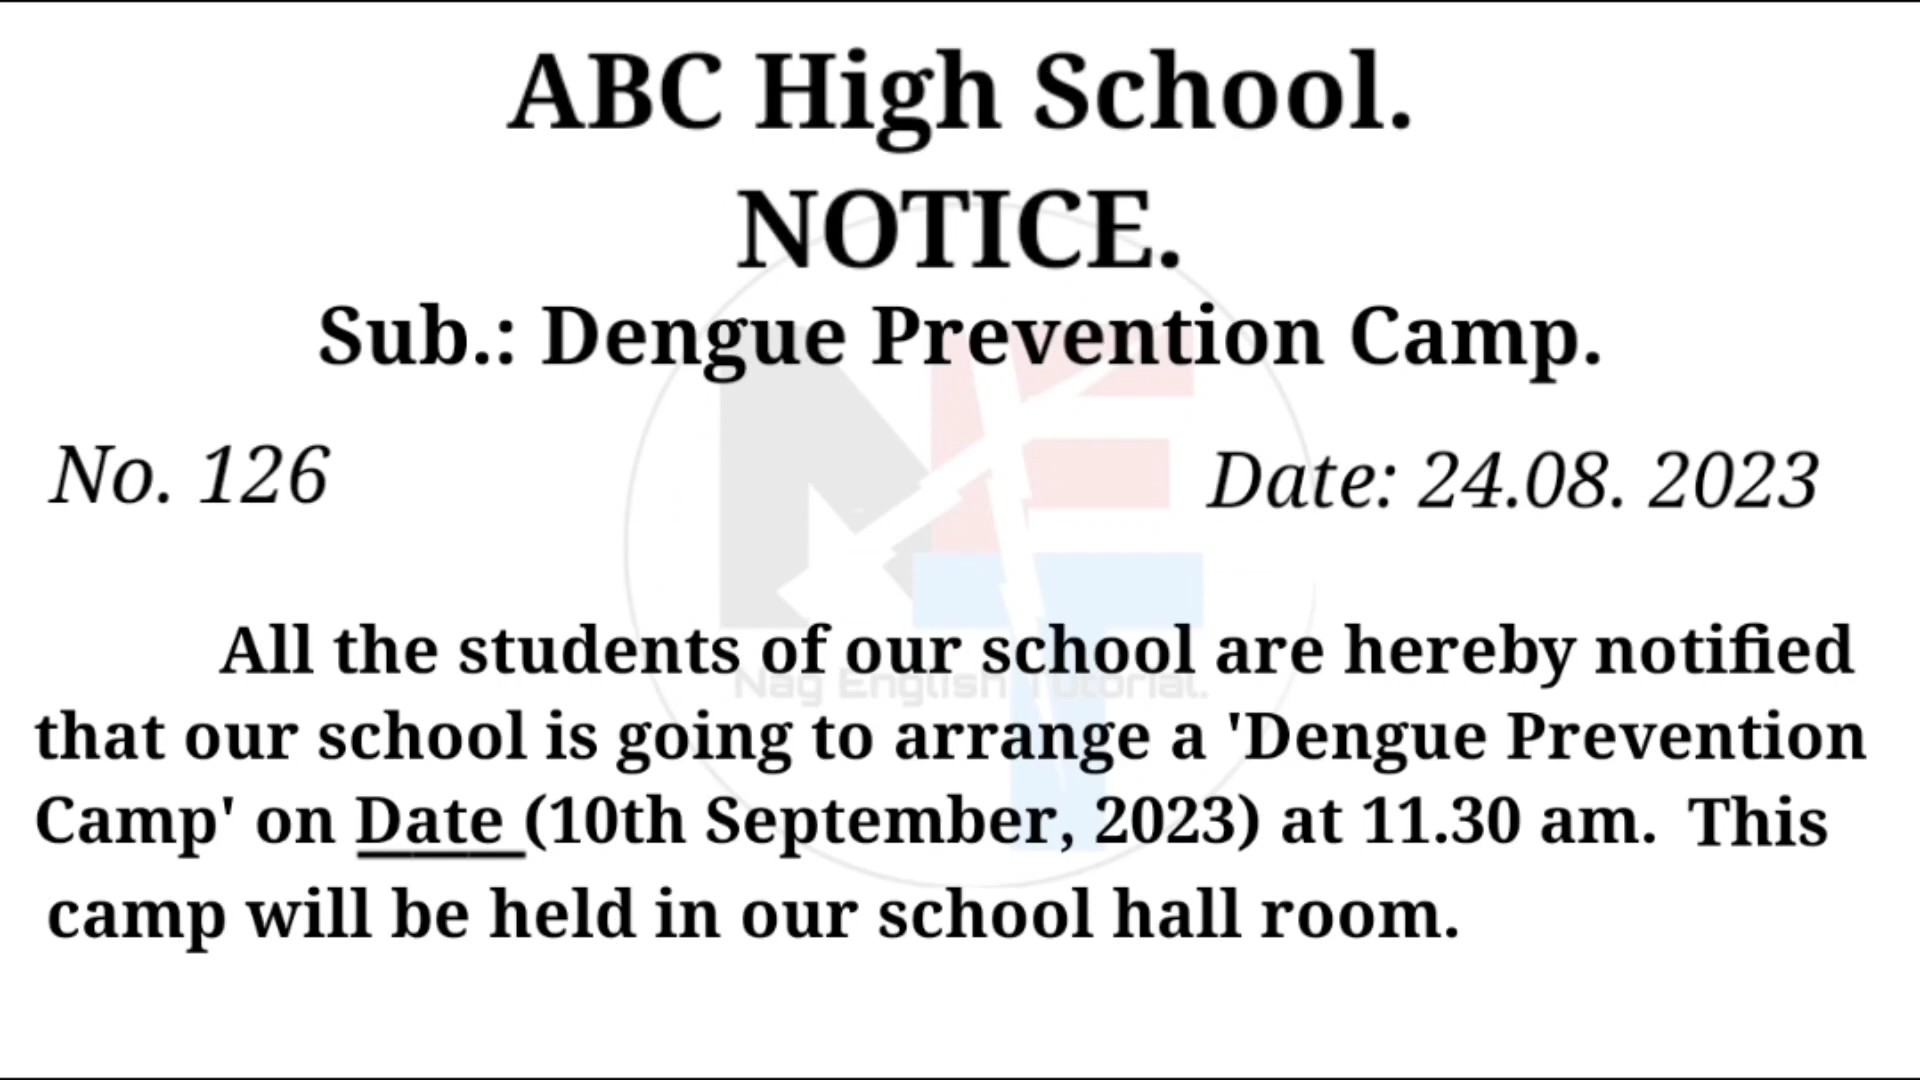 ABC High School.
NOTICE.
Sub.: Dengue Prevention Camp.
No. 126
Date: 24.08. 2023
All the students of our school are hereby notified
Nag English Tutorial.
that our school is going to arrange a 'Dengue Prevention
Camp' on Date (10th September, 2023) at 11.30 am. This
camp will be held in our school hall room.